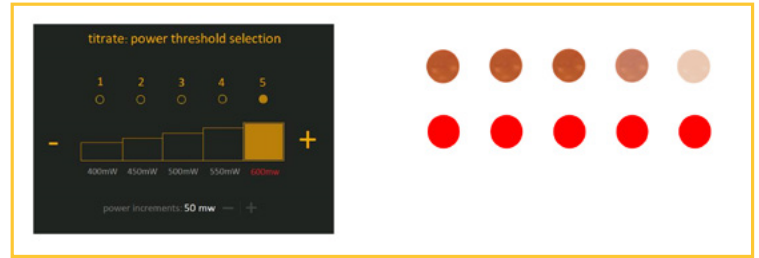 titrate: power threshold selection
1 2 3 4 5
- +
400mW 450mW 500mW 550mW 600mw
power increments: 50 mw — | +